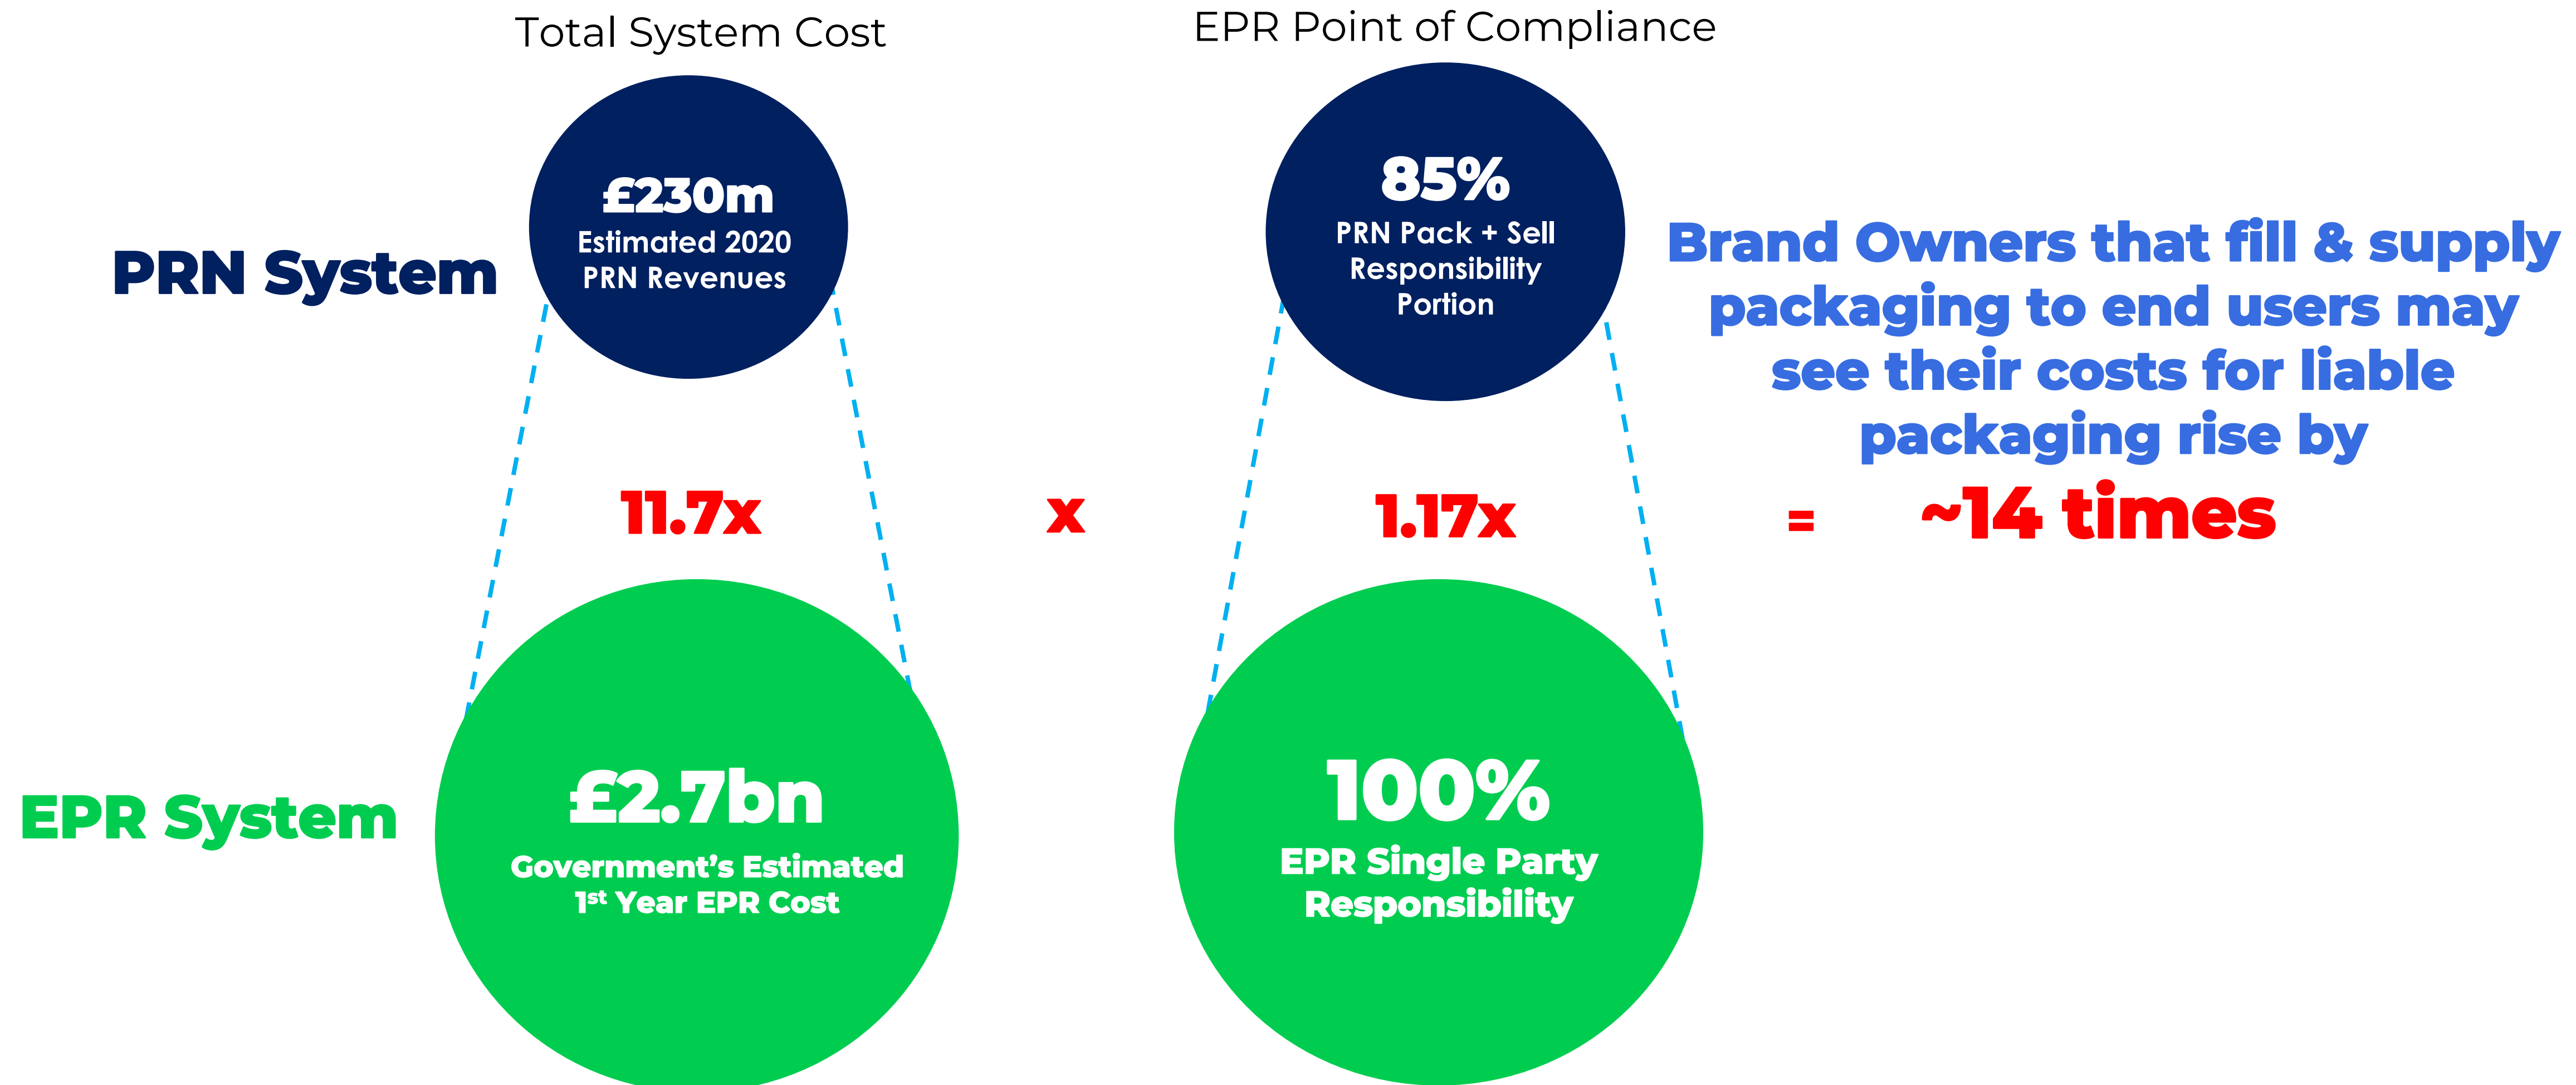 Total System Cost
EPR Point of Compliance
PRN System
£230m
Estimated 2020
PRN Revenues
85%
PRN Pack + Sell
Responsibility
Portion
Brand Owners that fill & supply
packaging to end users may
see their costs for liable
packaging rise by
11.7x
x
1.17x
=
~14 times
EPR System
£2.7bn
Government’s Estimated
1st Year EPR Cost
100%
EPR Single Party
Responsibility